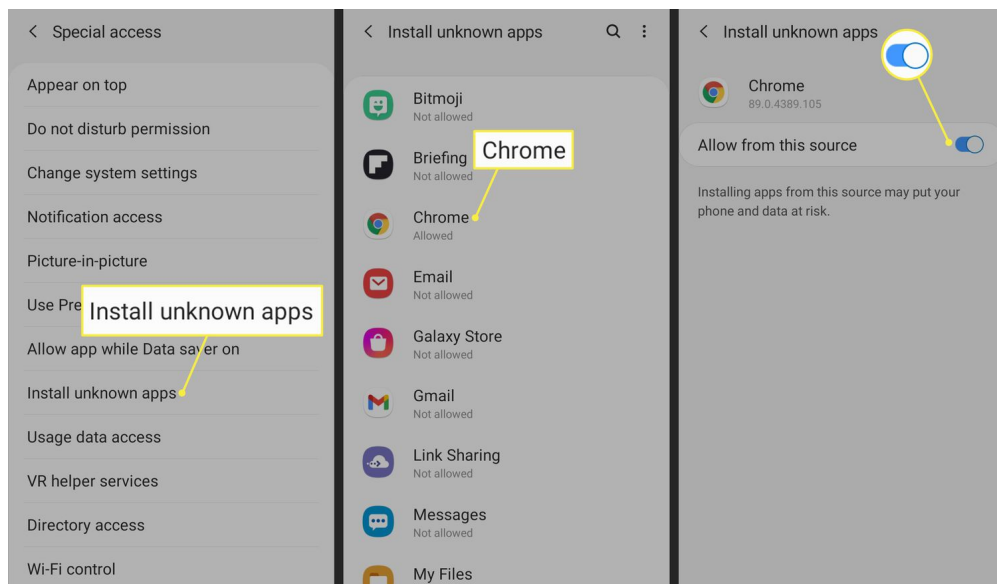 Special access
Appear on top
Do not disturb permission
Change system settings
Notification access
Picture-in-picture
Use Pre
Install unknown apps
Allow app while Data saver on
Install unknown apps
Usage data access
VR helper services
Directory access
Wi-Fi control
Install unknown apps
Bitmoji
Not allowed
Briefing
Not allowed
Chrome
Chrome
Allowed
Email
Not allowed
Galaxy Store
Not allowed
Gmail
Not allowed
Link Sharing
Not allowed
Messages
Not allowed
My Files
Install unknown apps
Chrome
89.0.4389.105
Allow from this source
Installing apps from this source may put your
phone and data at risk.